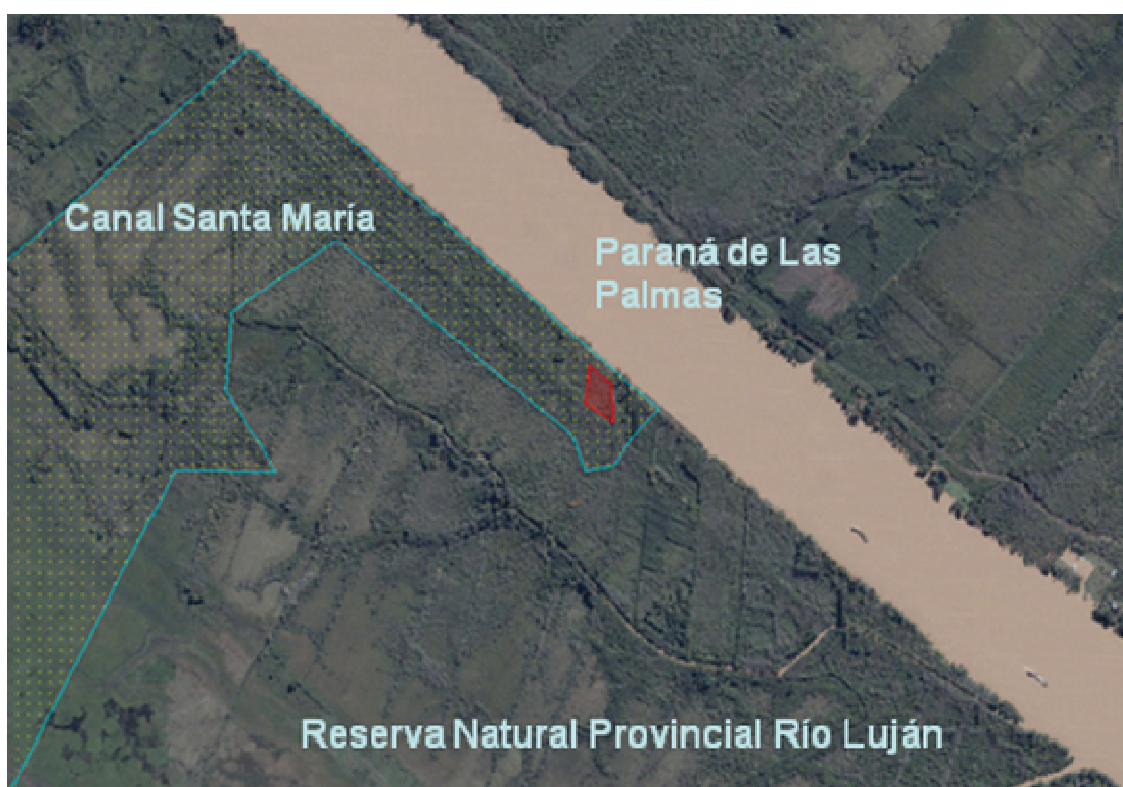 Canal Santa María
Paraná de Las
Palmas
Reserva Natural Provincial Río Luján